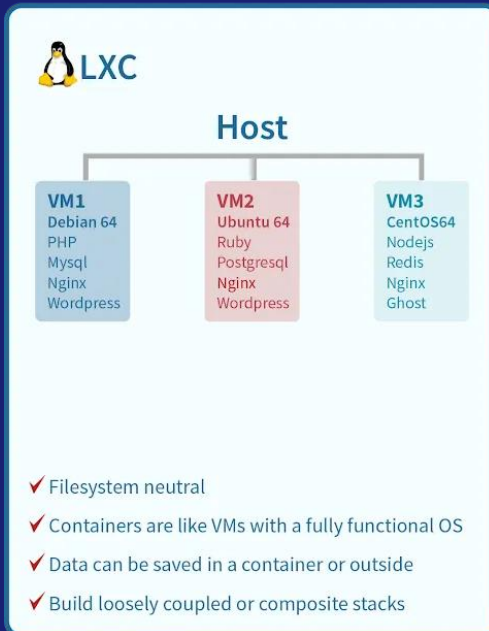 LXC
Host
VM1
Debian 64
PHP
Mysql
Nginx
Wordpress
VM2
Ubuntu 64
Ruby
Postgresql
Nginx
Wordpress
VM3
CentOS64
Nodejs
Redis
Nginx
Ghost
Filesystem neutral
Containers are like VMs with a fully functional OS
Data can be saved in a container or outside
Build loosely coupled or composite stacks